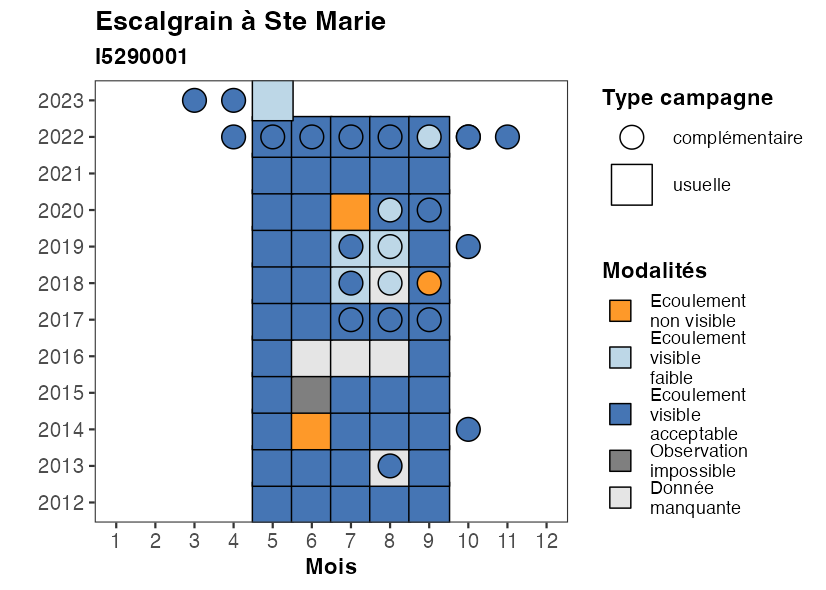 Escalgrain à Ste Marie
I5290001
2023
2022
2021
2020
2019
2018
2017
2016
2015
2014
2013
2012
1 2 3 4 5 6 7 8 9 10 11 12
Mois
Type campagne
complémentaire
usuelle
Modalités
Ecoulement
non visible
Ecoulement
visible
faible
Ecoulement
visible
acceptable
Observation
impossible
Donnée
manquante